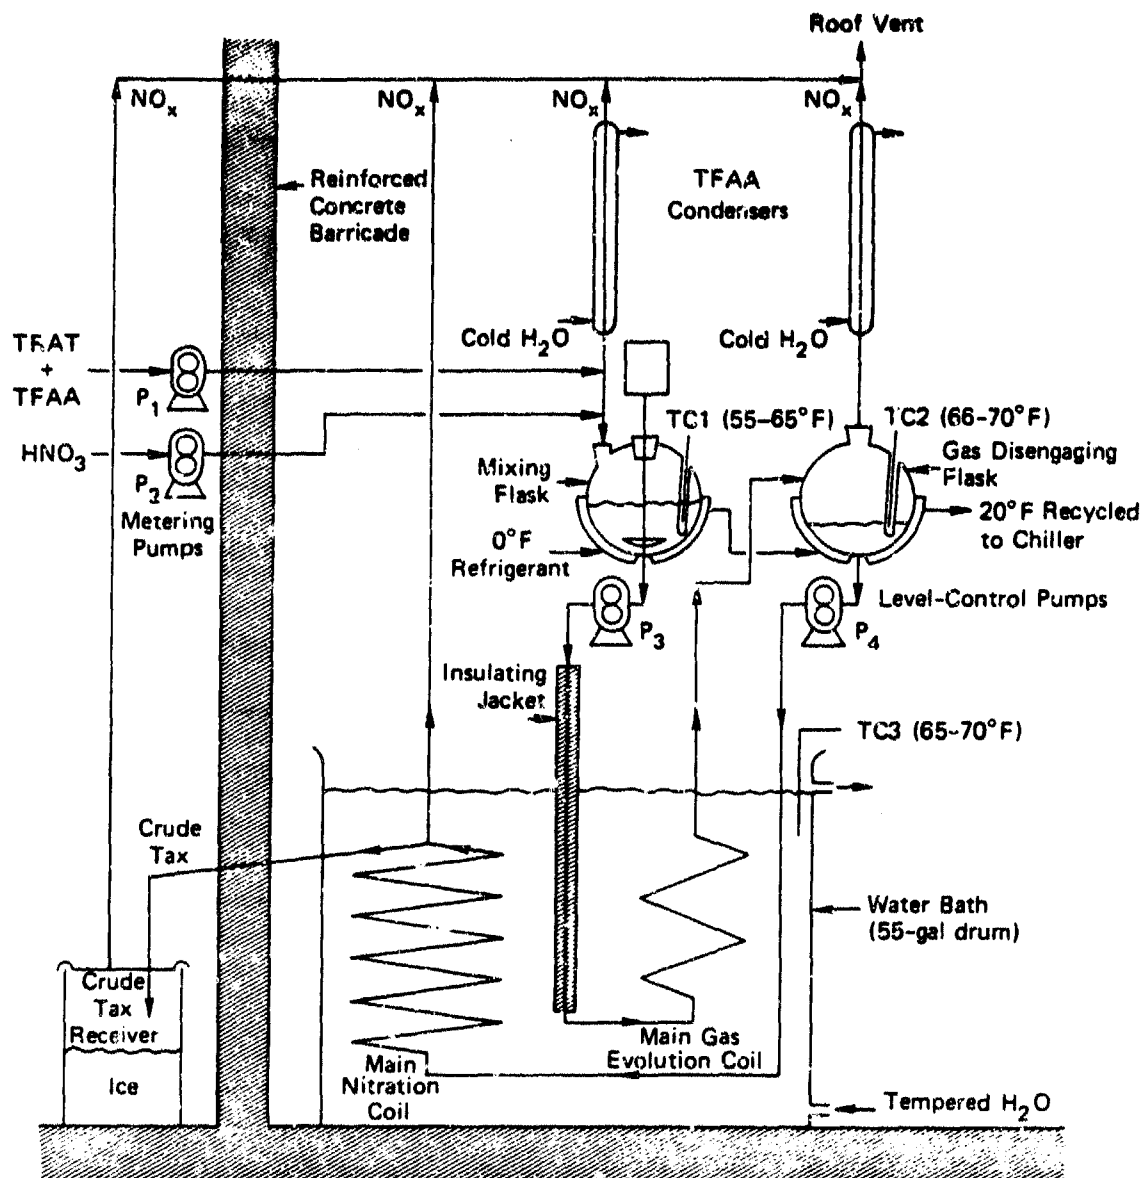 Roof Vent
NOx
NOx
NOx
NOx
Reinforced
Concrete
Barricade
TFAA
Condensers
TRAT
+
TFAA
P1
Cold H2O
Cold H2O
HNO3
P2
Metering
Pumps
TC1 (55-65°F)
TC2 (66-70°F)
Mixing
Flask
Gas Disengaging
Flask
0°F
Refrigerant
20°F Recycled
to Chiller
P3
Level-Control Pumps
P4
Insulating
Jacket
TC3 (65-70°F)
Crude
Tax
Water Bath
(55-gal drum)
Crude
Tax
Receiver
Ice
Main
Nitration
Coil
Main Gas
Evolution Coil
Tempered H2O